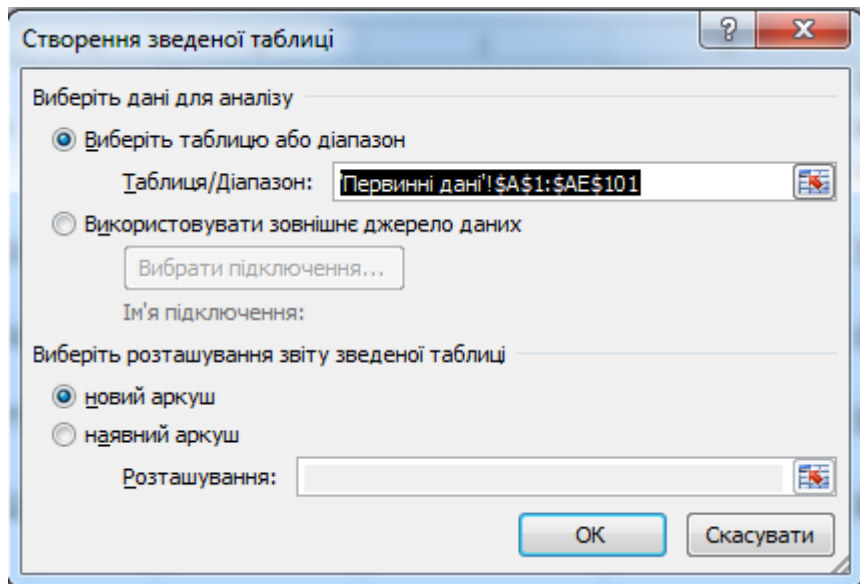 Створення зведеної таблиці
Виберіть дані для аналізу
Виберіть таблицю або діапазон
Таблиця/Діапазон: 'Первинні дані'!$A$1:$AE$101
Використовувати зовнішнє джерело даних
Вибрати підключення...
Ім'я підключення:
Виберіть розташування звіту зведеної таблиці
новий аркуш
наявний аркуш
Розташування:
ОК Скасувати